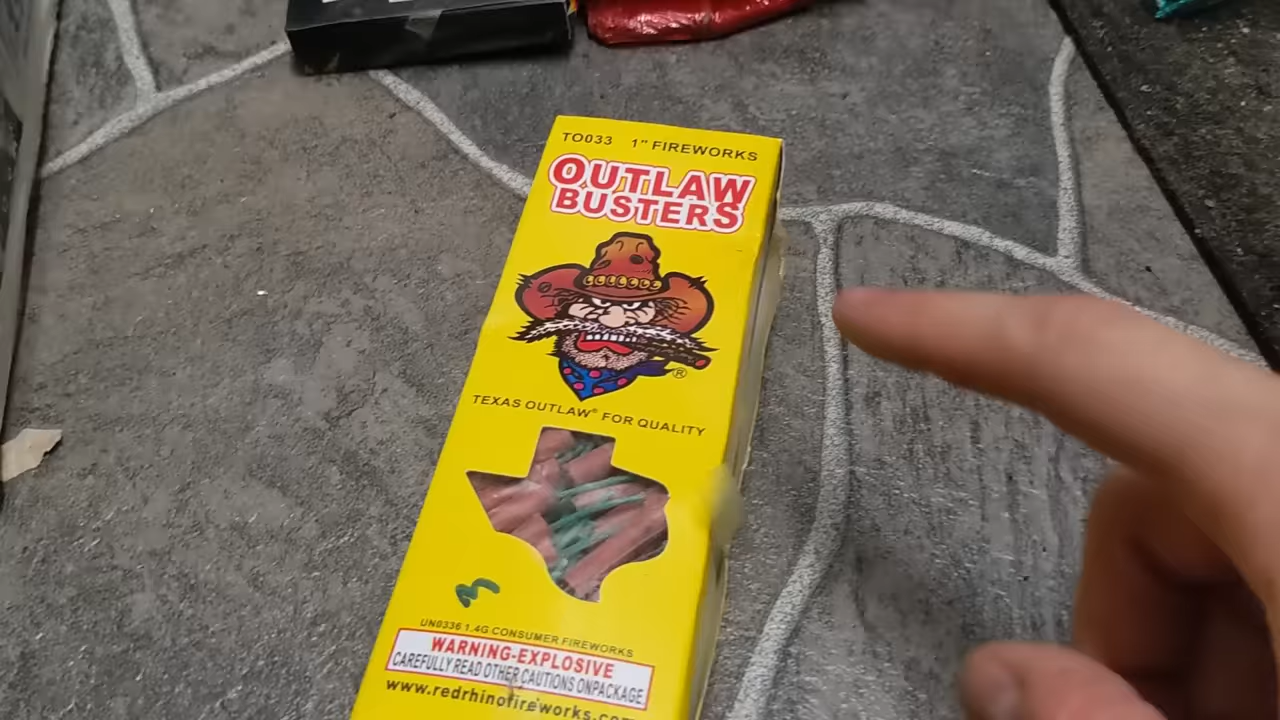 TO033 1" FIREWORKS
OUTLAW
BUSTERS
®
TEXAS OUTLAW® FOR QUALITY
UN0336 1.4G CONSUMER FIREWORKS
WARNING-EXPLOSIVE
CAREFULLY READ OTHER CAUTIONS ONPACKAGE
www.redrhinofireworks.com